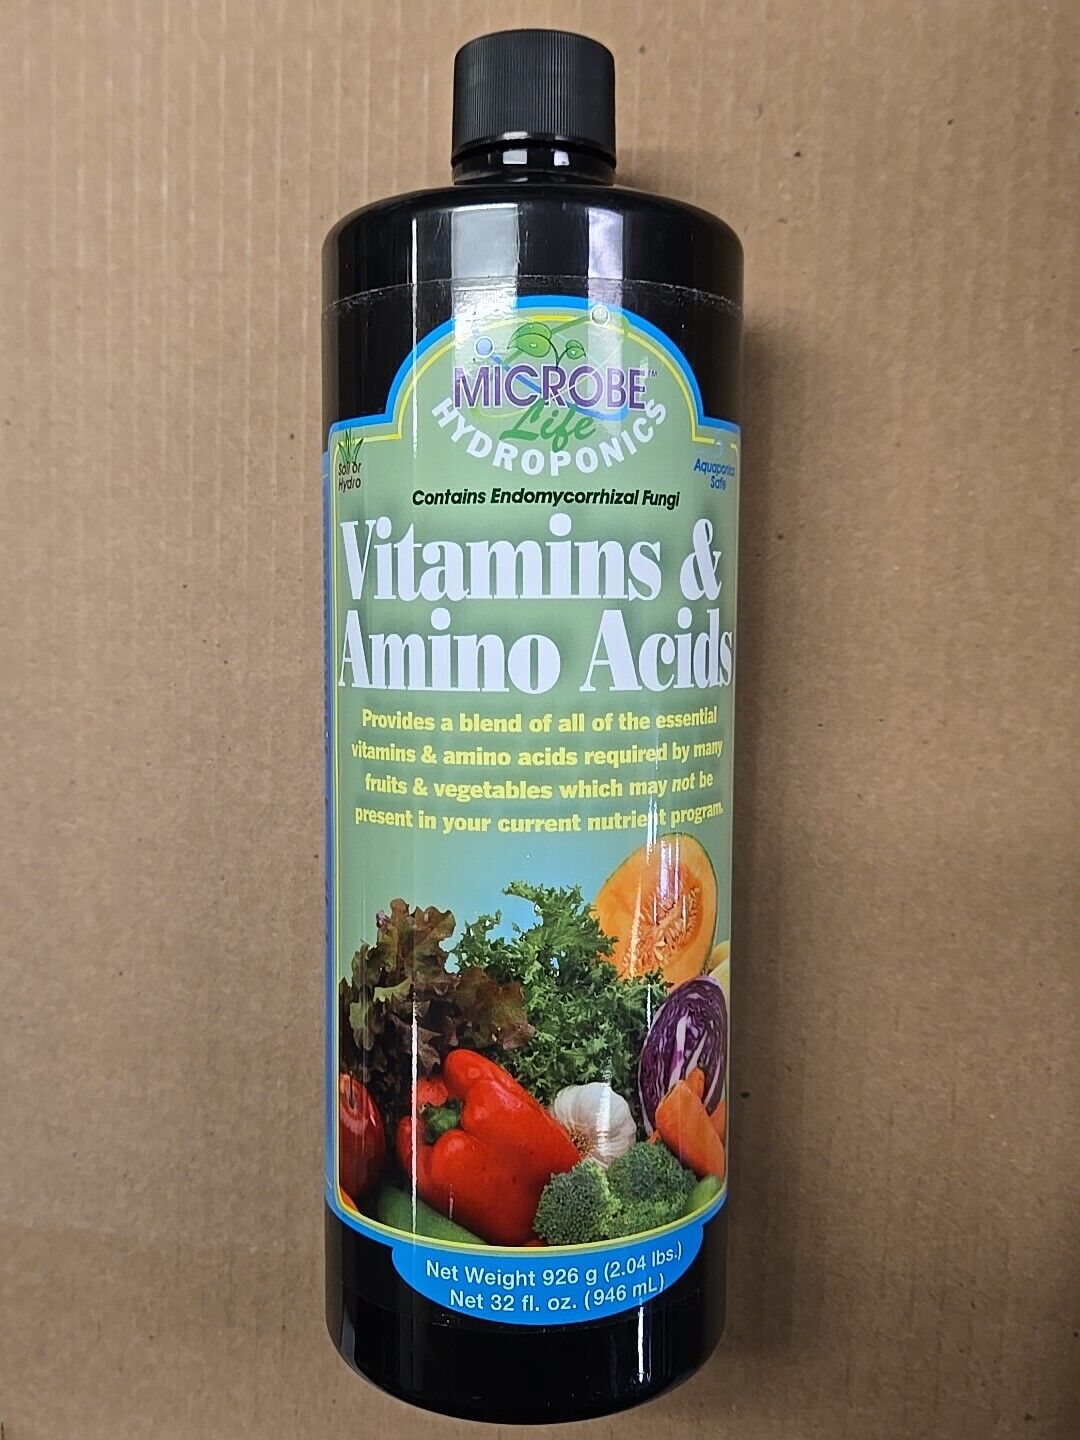 MICROBE™
Life
HYDROPONICS
Soil or
Hydro
Aquaponics
Safe
Contains Endomycorrhizal Fungi
Vitamins &
Amino Acids
Provides a blend of all of the essential
vitamins & amino acids required by many
fruits & vegetables which may not be
present in your current nutrient program.
Net Weight 926 g (2.04 lbs.)
Net 32 fl. oz. (946 mL)